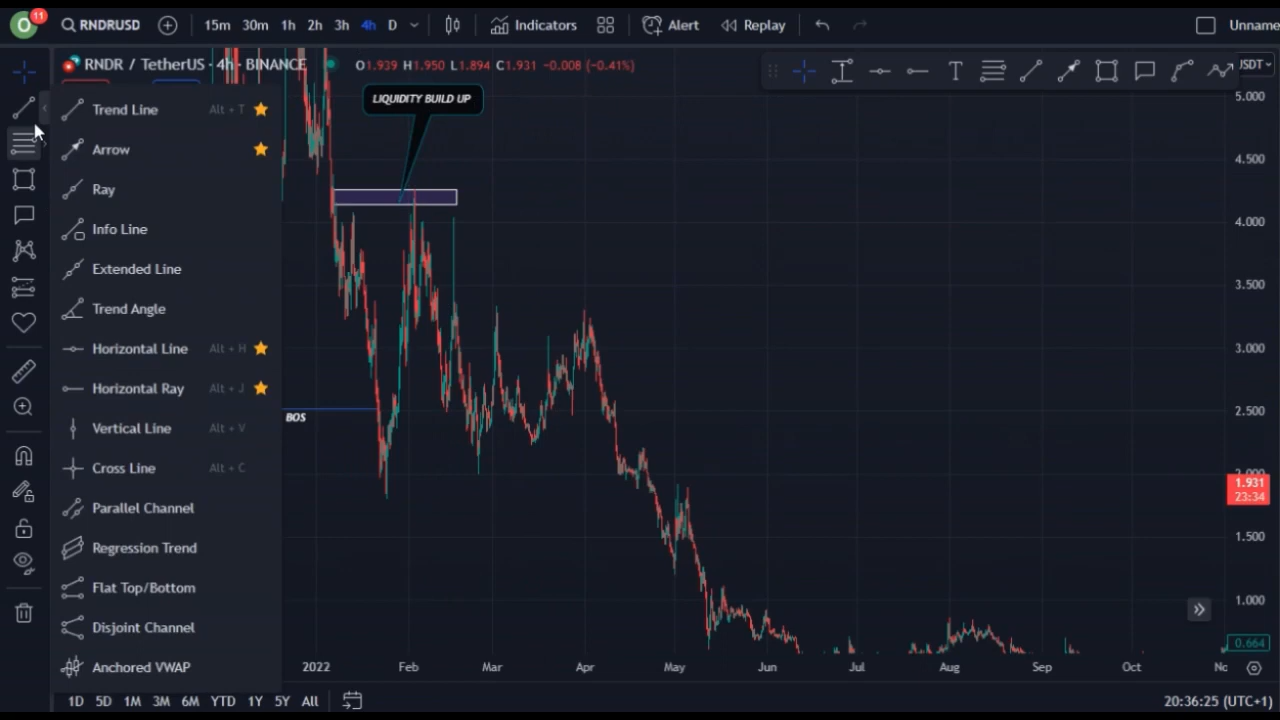 11
RNDRUSD
15m 30m 1h 2h 3h 4h D
Indicators
Alert
Replay
Unname
RNDR / TetherUS · 4h · BINANCE
O1.939 H1.950 L1.894 C1.931 -0.008 (-0.41%)
USDT
LIQUIDITY BUILD UP
Trend Line Alt + T
Arrow
Ray
Info Line
Extended Line
Trend Angle
Horizontal Line Alt + H
Horizontal Ray Alt + J
Vertical Line Alt + V
Cross Line Alt + C
Parallel Channel
Regression Trend
Flat Top/Bottom
Disjoint Channel
Anchored VWAP
BOS
5.000
4.500
4.000
3.500
3.000
2.500
2.000
1.931
23:34
1.500
1.000
0.664
2022 Feb Mar Apr May Jun Jul Aug Sep Oct
1D 5D 1M 3M 6M YTD 1Y 5Y All
20:36:25 (UTC+1)